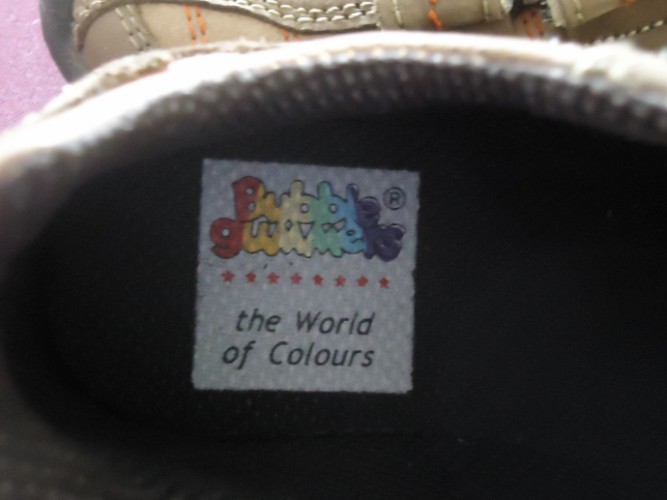 Bubble ®
gummers
the World
of Colours